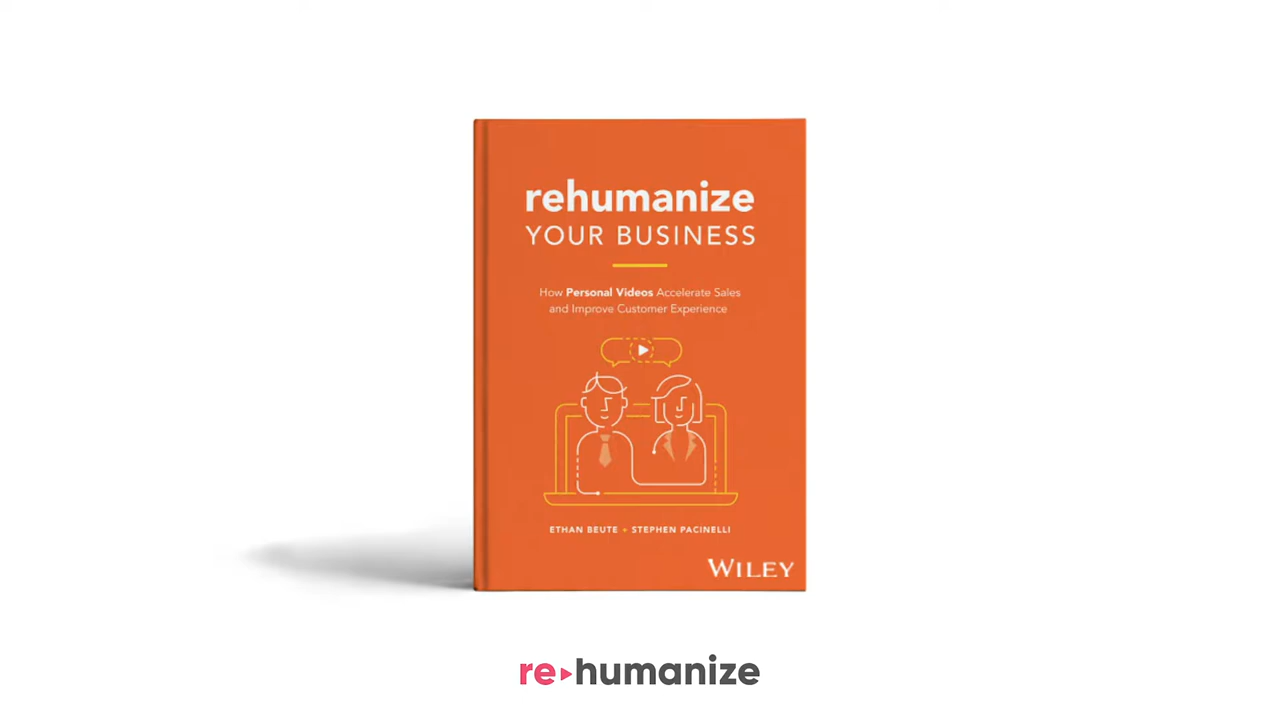 rehumanize
YOUR BUSINESS
How Personal Videos Accelerate Sales
and Improve Customer Experience
ETHAN BEUTE + STEPHEN PACINELLI
WILEY
re humanize